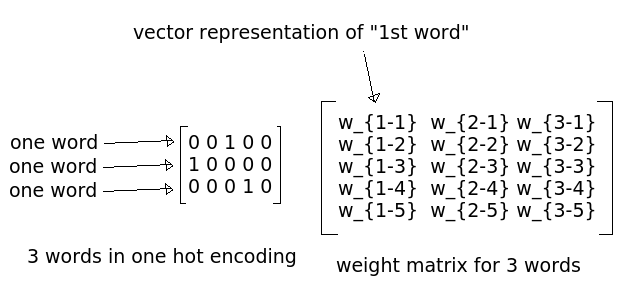 vector representation of "1st word"
one word
one word
one word
0 0 1 0 0
1 0 0 0 0
0 0 0 1 0
w_{1-1} w_{2-1} w_{3-1}
w_{1-2} w_{2-2} w_{3-2}
w_{1-3} w_{2-3} w_{3-3}
w_{1-4} w_{2-4} w_{3-4}
w_{1-5} w_{2-5} w_{3-5}
3 words in one hot encoding
weight matrix for 3 words